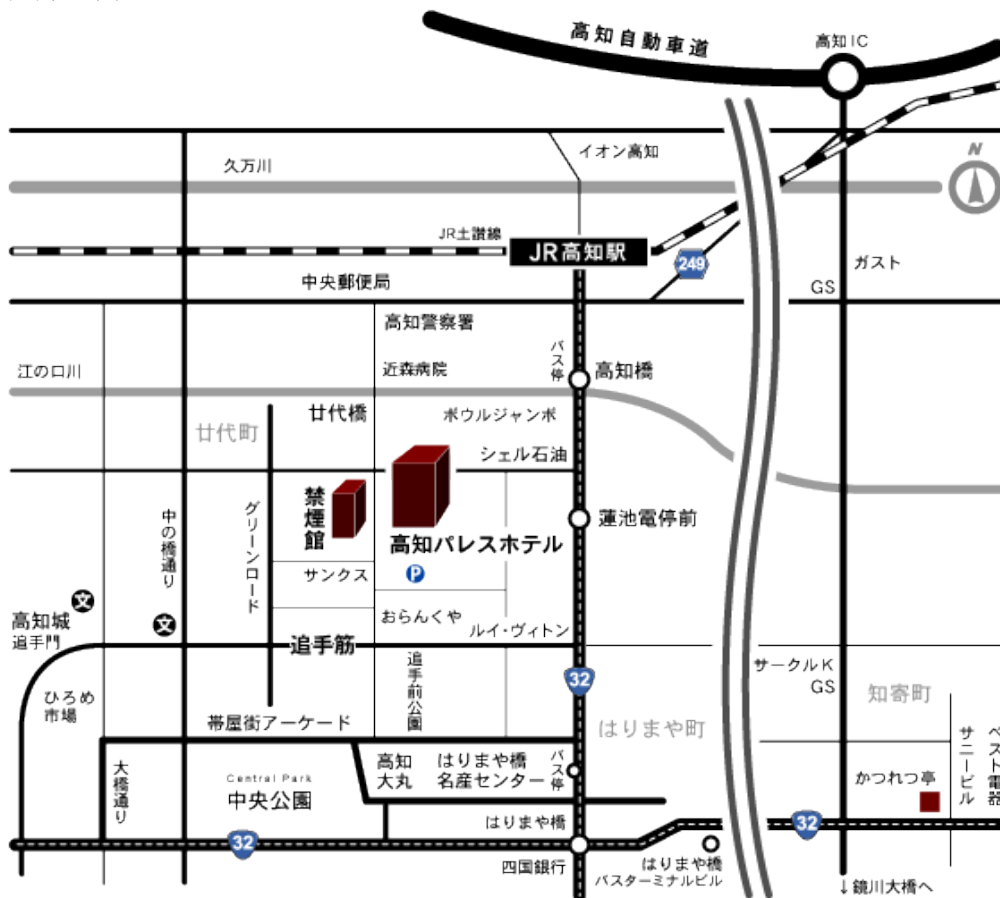 高知自動車道
高知IC
久万川
イオン高知
N
JR土讃線
JR高知駅
249
ガスト
中央郵便局
GS
高知警察署
バス停
江の口川
近森病院
高知橋
廿代橋
ボウルジャンボ
廿代町
シェル石油
禁煙館
中の橋通り
グリーンロード
蓮池電停前
高知パレスホテル
サンクス
P
文
高知城
追手門
文
おらんくや
ルイ・ヴィトン
追手筋
追手前公園
32
サークルK
GS
知寄町
ひろめ
市場
帯屋街アーケード
はりまや町
サニービル
ベスト電器
大橋通り
Central Park
中央公園
高知
大丸
はりまや橋
名産センター
バス停
かつれつ亭
はりまや橋
32
32
四国銀行
はりまや橋
バスターミナルビル
↓鏡川大橋へ